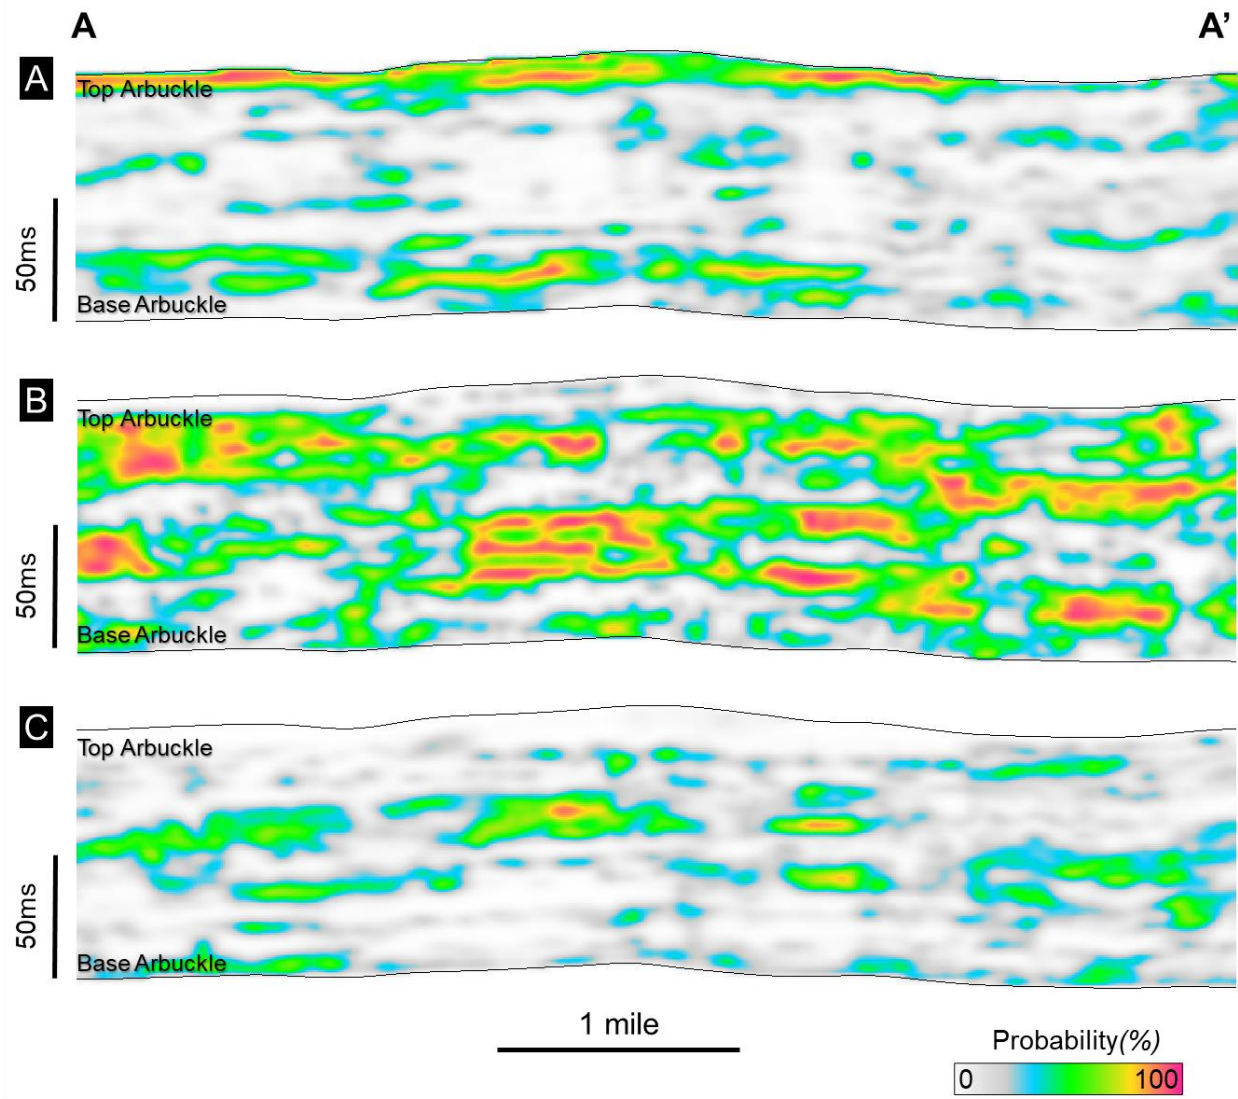 A A’
A
Top Arbuckle
50ms
Base Arbuckle
B
Top Arbuckle
50ms
Base Arbuckle
C
Top Arbuckle
50ms
Base Arbuckle
1 mile
Probability(%)
0 100